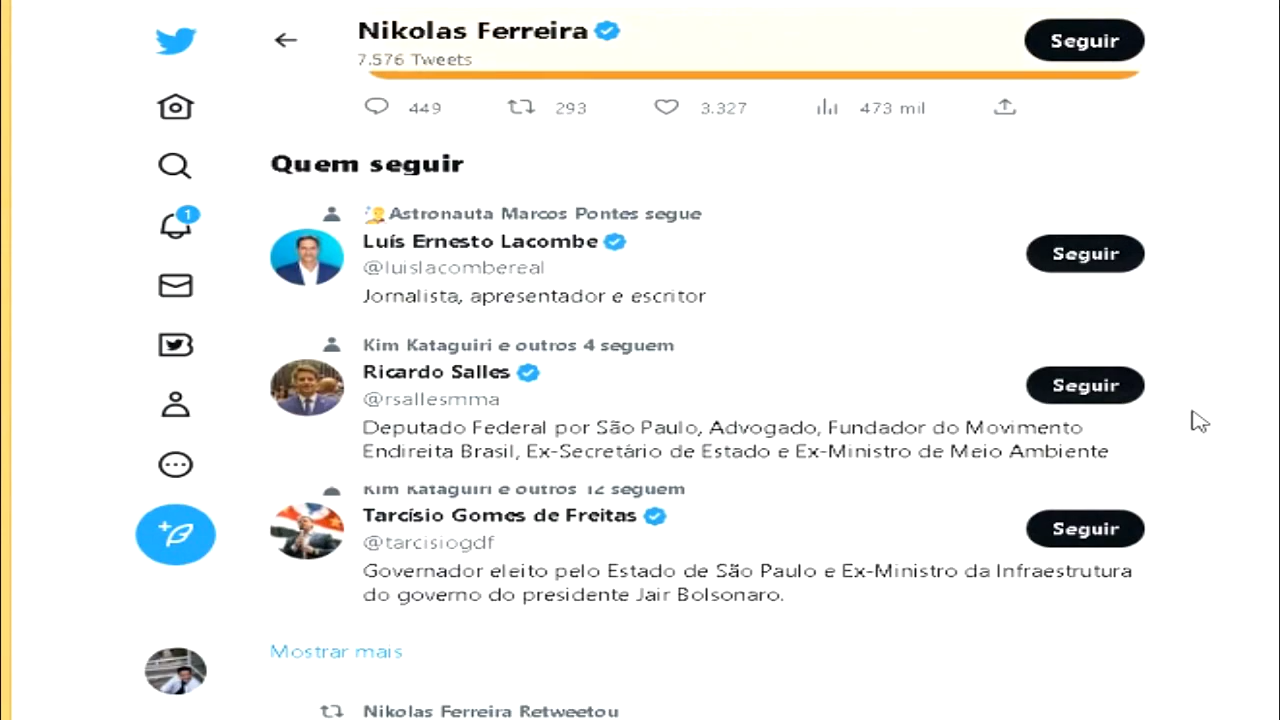 Nikolas Ferreira
7.576 Tweets
Seguir
449 293 3.327 473 mil
Quem seguir
1
Astronauta Marcos Pontes segue
Luís Ernesto Lacombe
@luislacombereal
Jornalista, apresentador e escritor
Seguir
Kim Kataguiri e outros 4 seguem
Ricardo Salles
@rsallesmma
Deputado Federal por São Paulo, Advogado, Fundador do Movimento
Endireita Brasil, Ex-Secretário de Estado e Ex-Ministro de Meio Ambiente
Seguir
Kim Kataguiri e outros 12 seguem
Tarcísio Gomes de Freitas
@tarcisiogdf
Governador eleito pelo Estado de São Paulo e Ex-Ministro da Infraestrutura
do governo do presidente Jair Bolsonaro.
Seguir
Mostrar mais
Nikolas Ferreira Retweetou